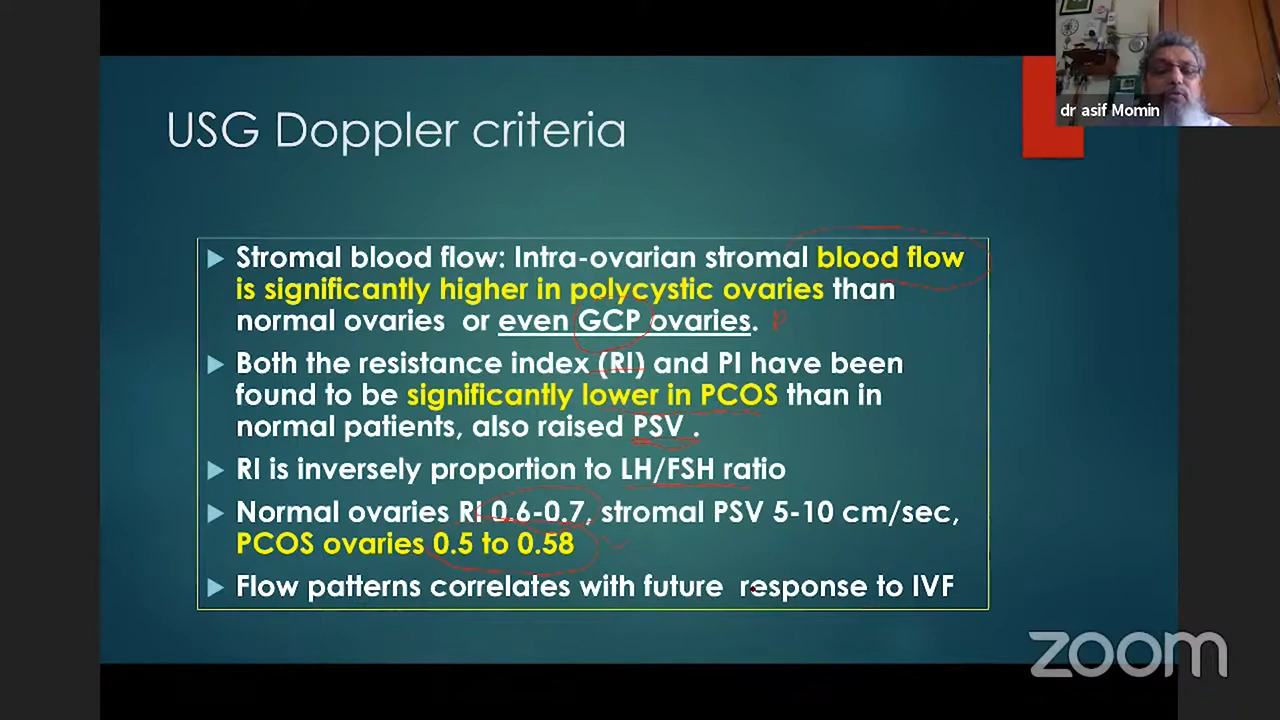 dr asif Momin
USG Doppler criteria
Stromal blood flow: Intra-ovarian stromal blood flow
is significantly higher in polycystic ovaries than
normal ovaries or even GCP ovaries.
Both the resistance index (RI) and PI have been
found to be significantly lower in PCOS than in
normal patients, also raised PSV .
RI is inversely proportion to LH/FSH ratio
Normal ovaries RI 0.6-0.7, stromal PSV 5-10 cm/sec,
PCOS ovaries 0.5 to 0.58
Flow patterns correlates with future response to IVF
zoom